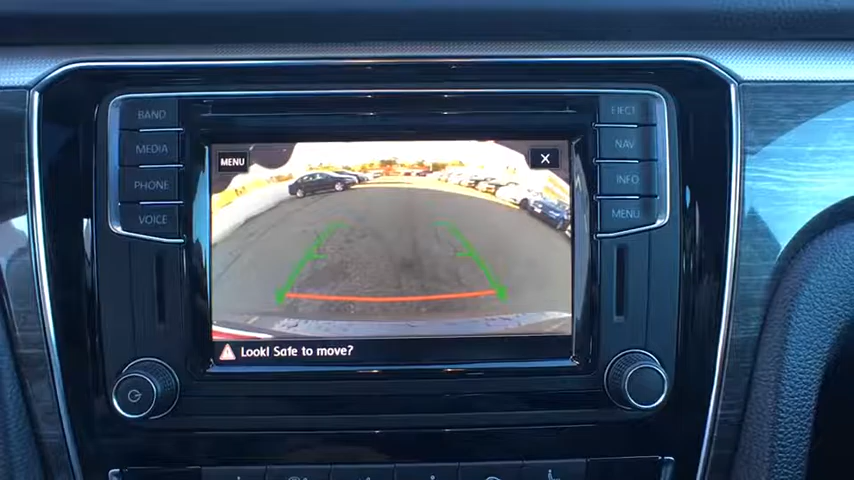 BAND
MEDIA
PHONE
VOICE
EJECT
NAV
INFO
MENU
MENU
X
Look! Safe to move?